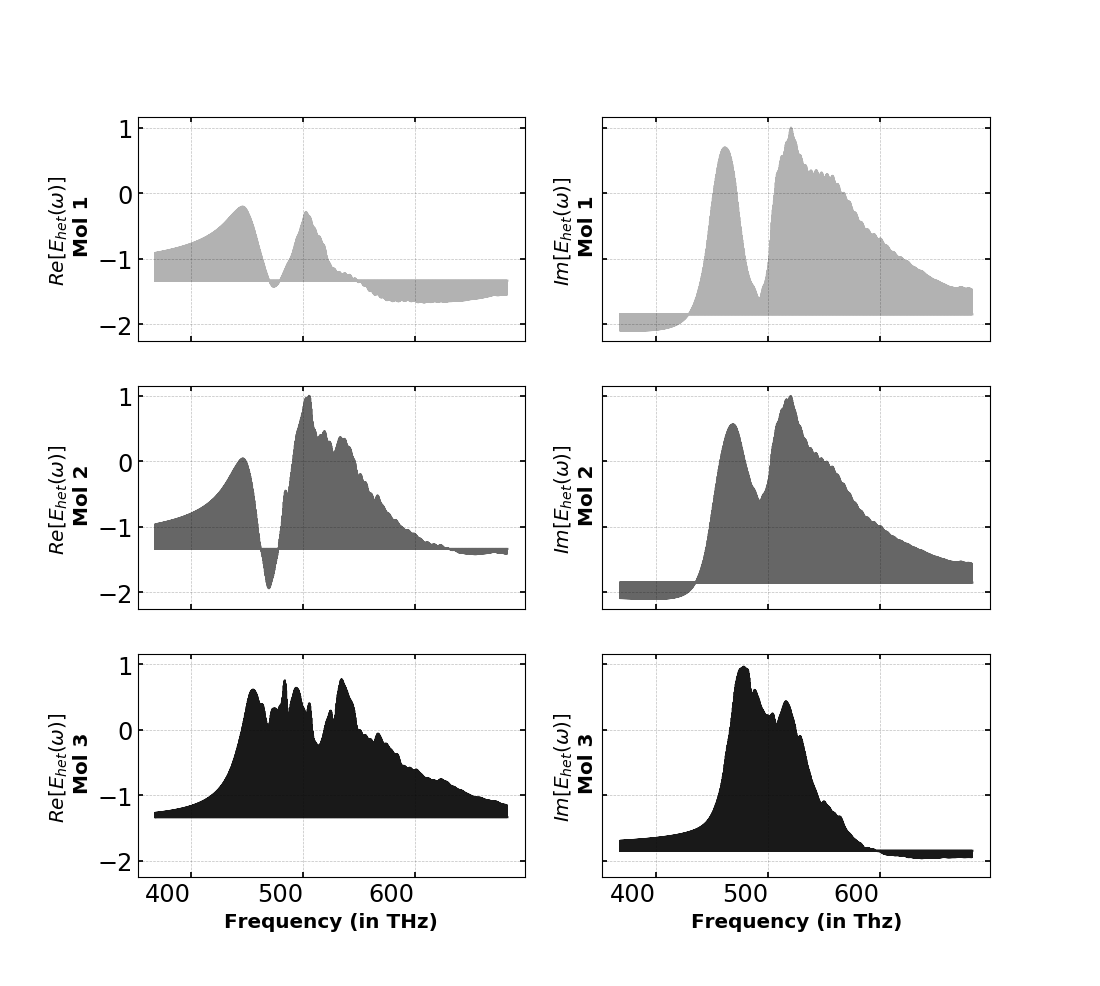 1
0
−1
−2
Re[E_het(ω)]
Mol 1
Im[E_het(ω)]
Mol 1
1
0
−1
−2
Re[E_het(ω)]
Mol 2
Im[E_het(ω)]
Mol 2
1
0
−1
−2
Re[E_het(ω)]
Mol 3
Im[E_het(ω)]
Mol 3
400 500 600
400 500 600
Frequency (in THz)
Frequency (in Thz)